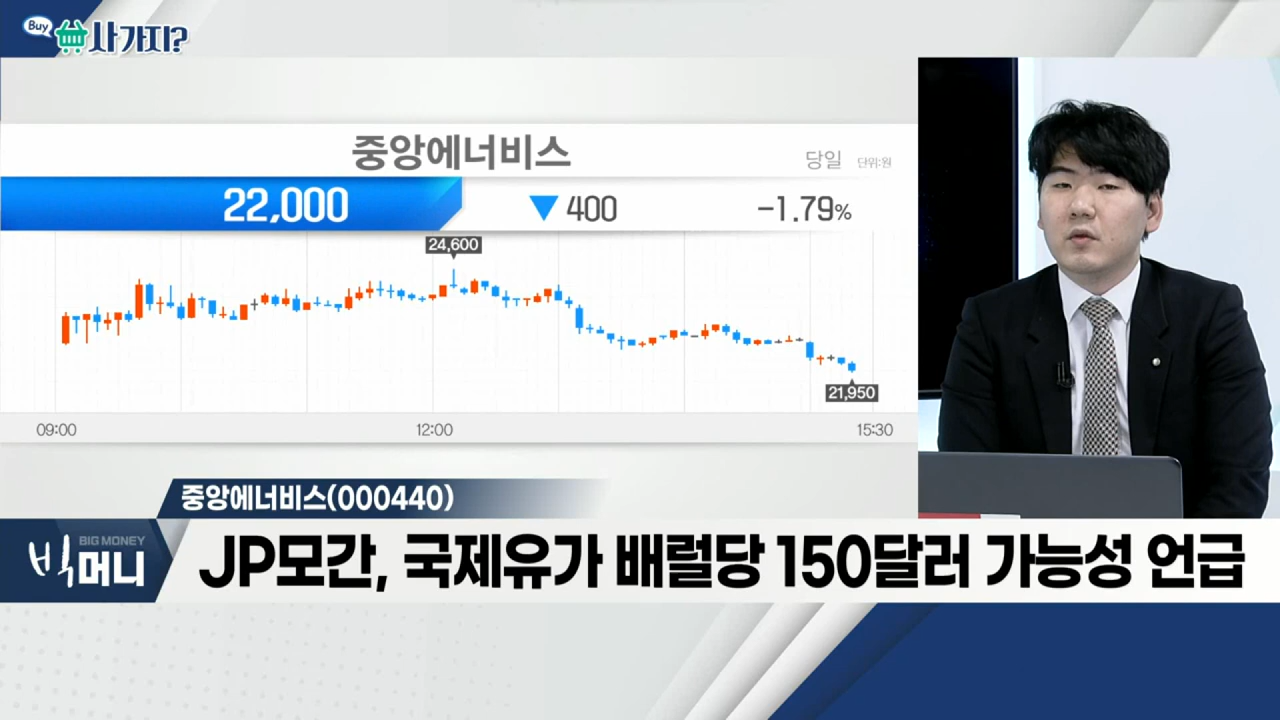 Buy
사가지?
중앙에너비스
당일 단위:원
22,000 ▼400 -1.79%
24,600
21,950
09:00 12:00 15:30
중앙에너비스(000440)
BIG MONEY
빅머니
JP모간, 국제유가 배럴당 150달러 가능성 언급